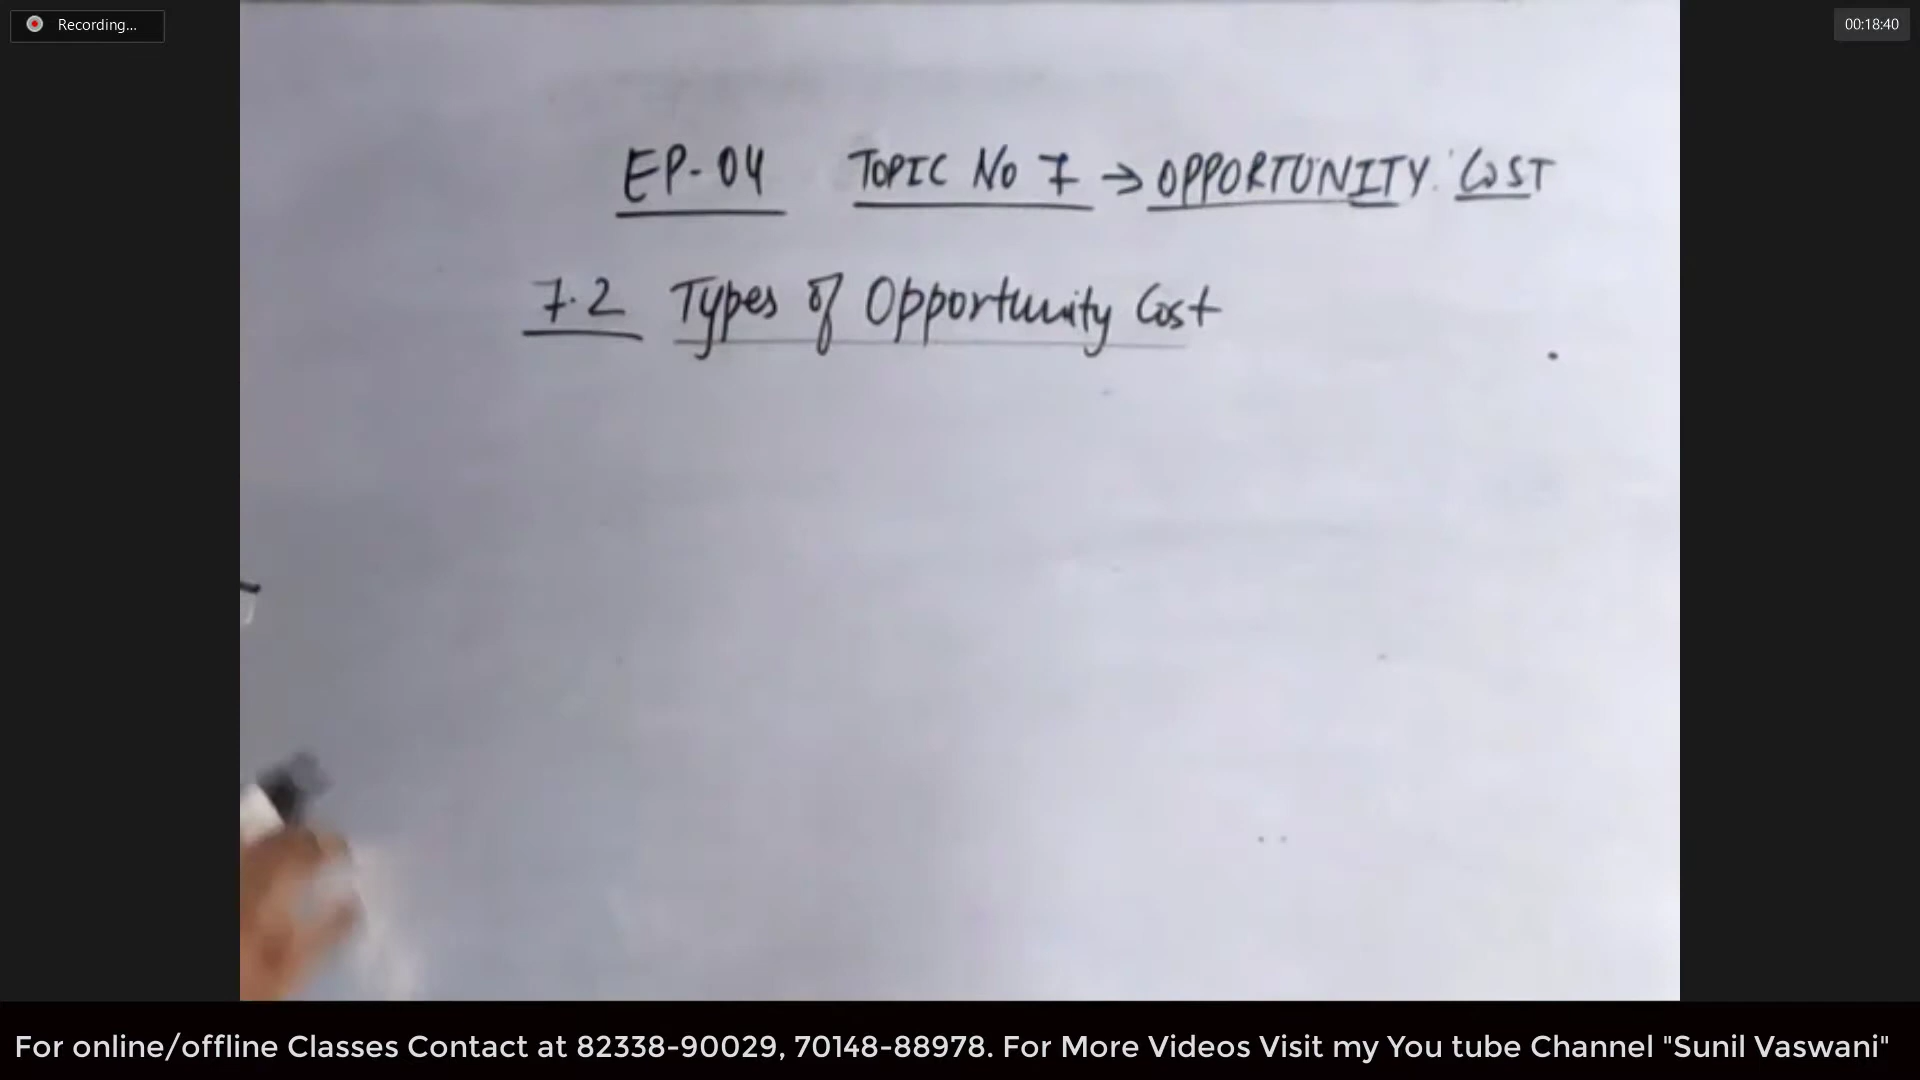 Recording...
00:18:40
EP-04 TOPIC No 7 → OPPORTUNITY COST
7.2 Types of Opportunity Cost
For online/offline Classes Contact at 82338-90029, 70148-88978. For More Videos Visit my You tube Channel "Sunil Vaswani"